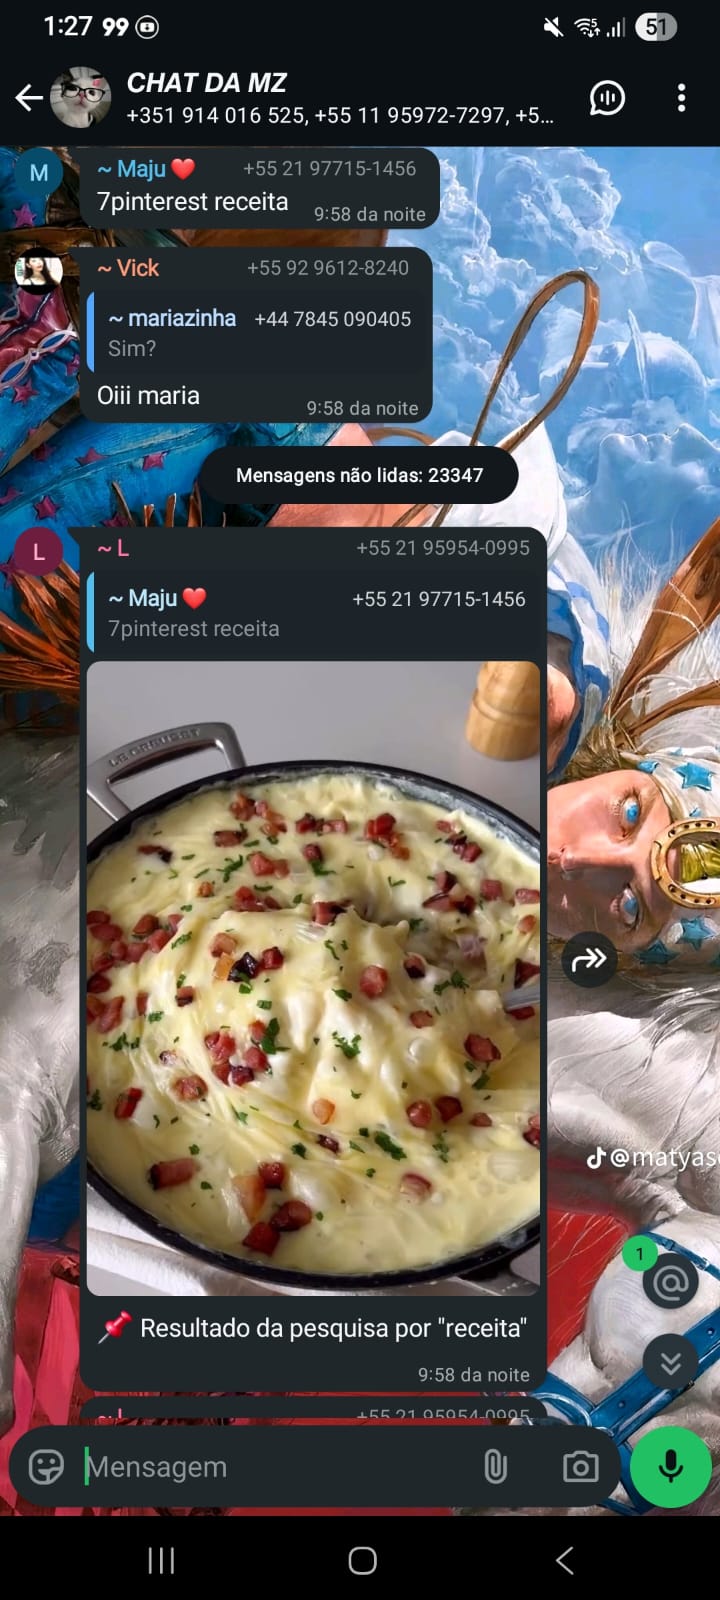 1:27 99
51
CHAT DA MZ
+351 914 016 525, +55 11 95972-7297, +5...
M
~ Maju ❤️ +55 21 97715-1456
7pinterest receita
9:58 da noite
~ Vick +55 92 9612-8240
~ mariazinha +44 7845 090405
Sim?
Oiii maria
9:58 da noite
Mensagens não lidas: 23347
L
~ L +55 21 95954-0995
~ Maju ❤️ +55 21 97715-1456
7pinterest receita
LE CREUSET
@matyas
1
📌 Resultado da pesquisa por "receita"
9:58 da noite
~ L +55 21 95954-0995
Mensagem